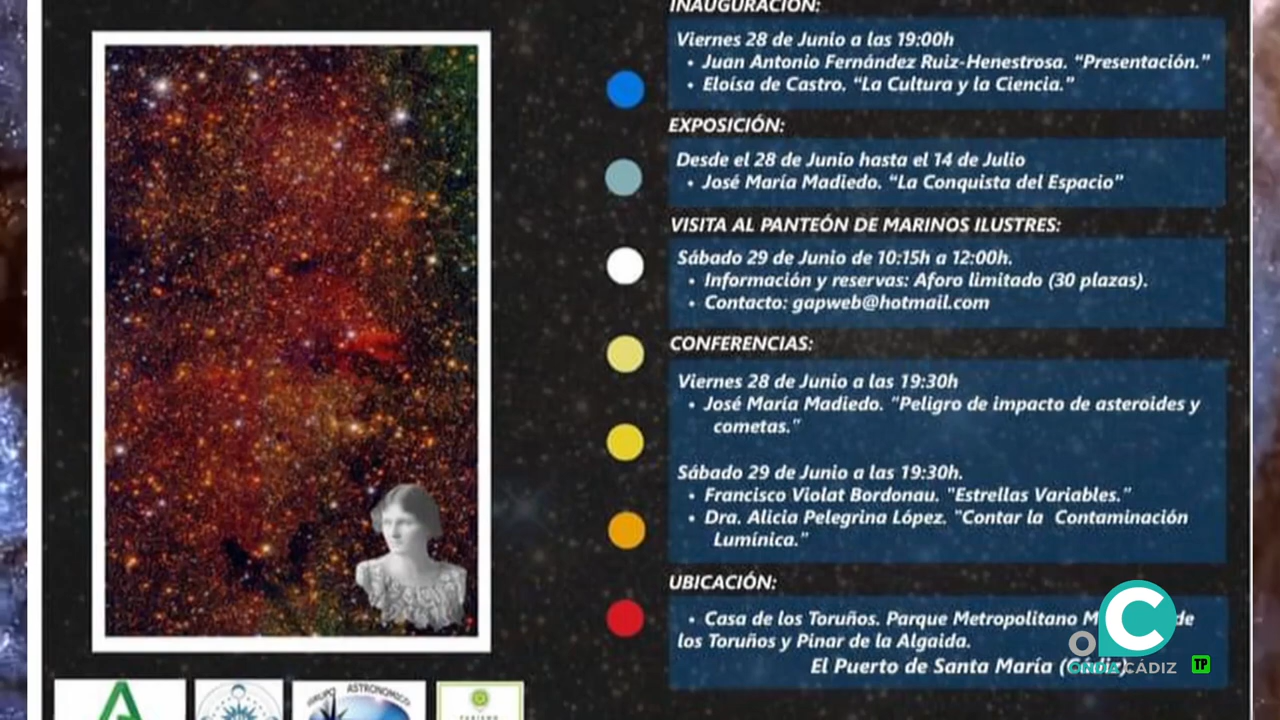 INAUGURACIÓN:
Viernes 28 de Junio a las 19:00h
• Juan Antonio Fernández Ruiz-Henestrosa. “Presentación.”
• Eloísa de Castro. “La Cultura y la Ciencia.”
EXPOSICIÓN:
Desde el 28 de Junio hasta el 14 de Julio
• José María Madiedo. “La Conquista del Espacio”
VISITA AL PANTEÓN DE MARINOS ILUSTRES:
Sábado 29 de Junio de 10:15h a 12:00h.
• Información y reservas: Aforo limitado (30 plazas).
• Contacto: gapweb@hotmail.com
CONFERENCIAS:
Viernes 28 de Junio a las 19:30h
• José María Madiedo. "Peligro de impacto de asteroides y
cometas."
Sábado 29 de Junio a las 19:30h.
• Francisco Violat Bordonau. "Estrellas Variables."
• Dra. Alicia Pelegrina López. "Contar la Contaminación
Lumínica."
UBICACIÓN:
• Casa de los Toruños. Parque Metropolitano de
los Toruños y Pinar de la Algaida.
El Puerto de Santa María (Cádiz).
ONDA CÁDIZ
TP
GRUPO ASTRONOMICO